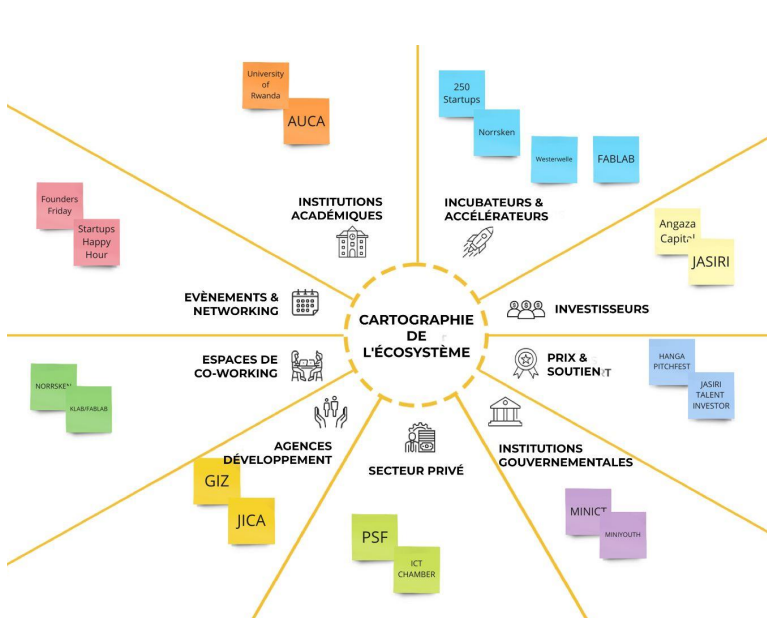 University
of
Rwanda
AUCA
250
Startups
Norrsken
Westerwelle
FABLAB
INSTITUTIONS
ACADÉMIQUES
INCUBATEURS &
ACCÉLÉRATEURS
Founders
Friday
Startups
Happy
Hour
Angaza
Capital
JASIRI
EVÈNEMENTS &
NETWORKING
INVESTISSEURS
CARTOGRAPHIE
DE
L'ÉCOSYSTÈME
ESPACES DE
CO-WORKING
PRIX &
SOUTIEN
HANGA
PITCHFEST
JASIRI
TALENT
INVESTOR
NORRSKEN
KLAB/FABLAB
AGENCES
DÉVELOPPEMENT
SECTEUR PRIVÉ
INSTITUTIONS
GOUVERNEMENTALES
GIZ
JICA
PSF
ICT
CHAMBER
MINICT
MINIYOUTH